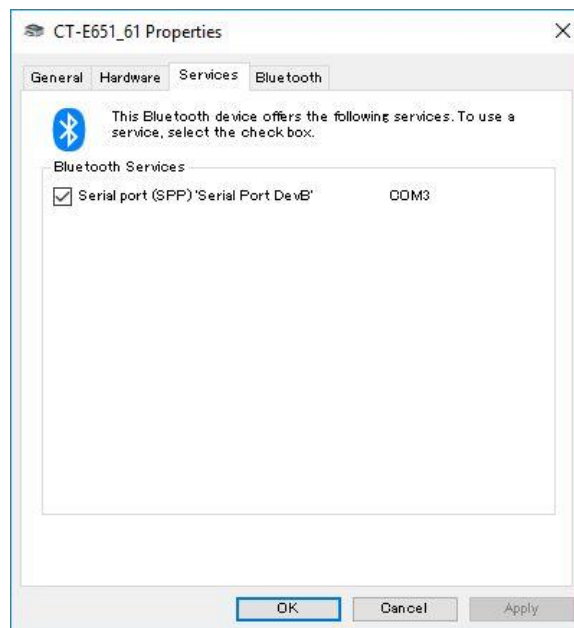 CT-E651_61 Properties
General Hardware Services Bluetooth
This Bluetooth device offers the following services. To use a
service, select the check box.
Bluetooth Services
Serial port (SPP) 'Serial Port DevB' COM3
OK Cancel Apply